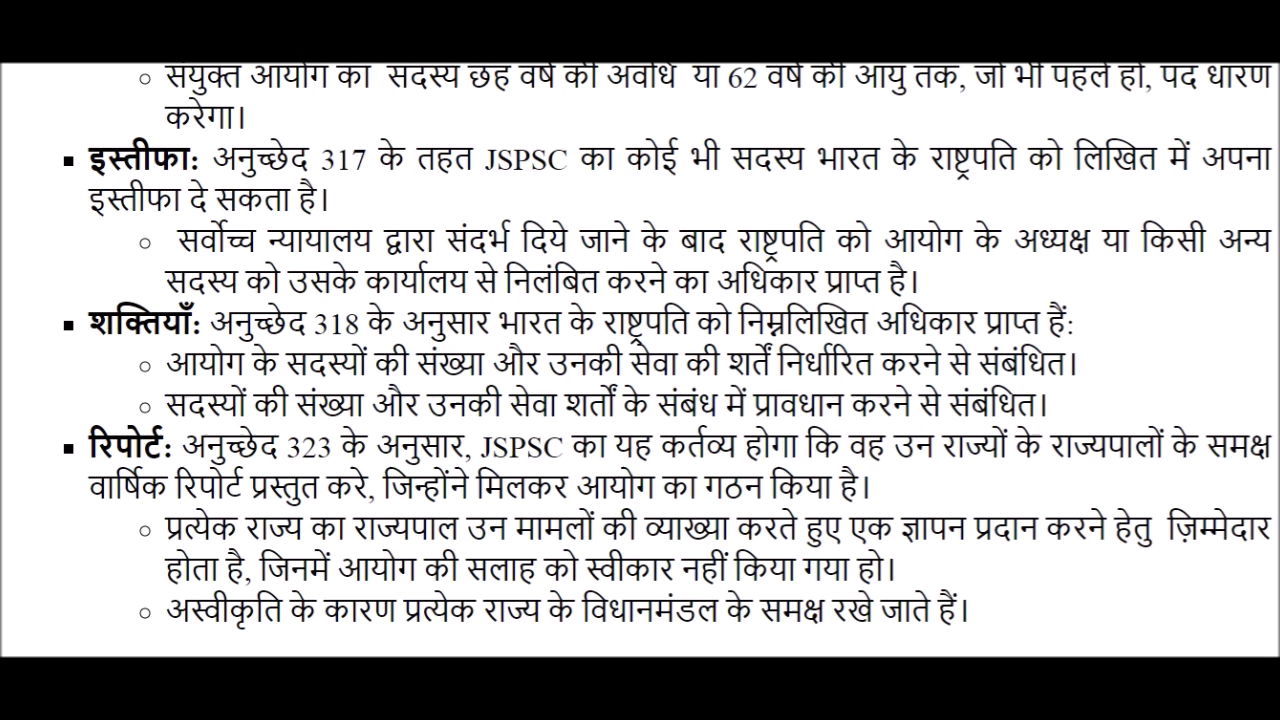 संयुक्त आयोग का सदस्य छह वर्ष की अवधि या 62 वर्ष की आयु तक, जो भी पहले हो, पद धारण
करेगा।
इस्तीफा: अनुच्छेद 317 के तहत JSPSC का कोई भी सदस्य भारत के राष्ट्रपति को लिखित में अपना
इस्तीफा दे सकता है।
सर्वोच्च न्यायालय द्वारा संदर्भ दिये जाने के बाद राष्ट्रपति को आयोग के अध्यक्ष या किसी अन्य
सदस्य को उसके कार्यालय से निलंबित करने का अधिकार प्राप्त है।
शक्तियाँ: अनुच्छेद 318 के अनुसार भारत के राष्ट्रपति को निम्नलिखित अधिकार प्राप्त हैं:
आयोग के सदस्यों की संख्या और उनकी सेवा की शर्तें निर्धारित करने से संबंधित।
सदस्यों की संख्या और उनकी सेवा शर्तों के संबंध में प्रावधान करने से संबंधित।
रिपोर्ट: अनुच्छेद 323 के अनुसार, JSPSC का यह कर्तव्य होगा कि वह उन राज्यों के राज्यपालों के समक्ष
वार्षिक रिपोर्ट प्रस्तुत करे, जिन्होंने मिलकर आयोग का गठन किया है।
प्रत्येक राज्य का राज्यपाल उन मामलों की व्याख्या करते हुए एक ज्ञापन प्रदान करने हेतु ज़िम्मेदार
होता है, जिनमें आयोग की सलाह को स्वीकार नहीं किया गया हो।
अस्वीकृति के कारण प्रत्येक राज्य के विधानमंडल के समक्ष रखे जाते हैं।